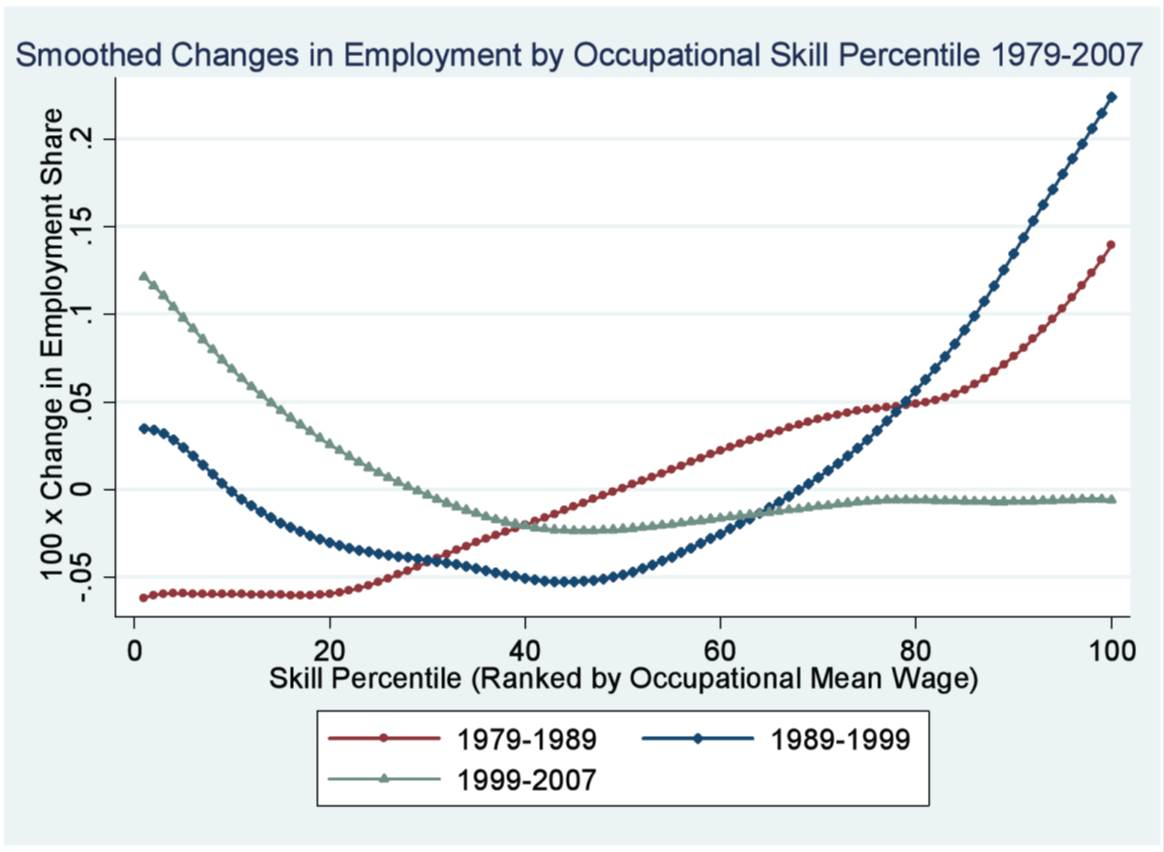 Smoothed Changes in Employment by Occupational Skill Percentile 1979-2007
100 x Change in Employment Share
.2
.15
.1
.05
0
-.05
0 20 40 60 80 100
Skill Percentile (Ranked by Occupational Mean Wage)
1979-1989 1989-1999
1999-2007